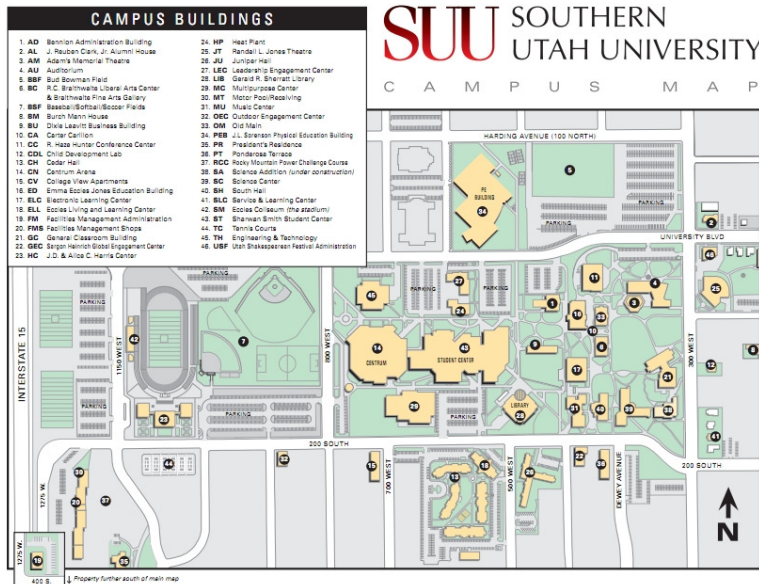 CAMPUS BUILDINGS
1. AD Bennion Administration Building
2. AL J. Reuben Clark, Jr. Alumni House
3. AM Adam's Memorial Theatre
4. AU Auditorium
5. BBF Bud Bowman Field
6. BC R.C. Braithwaite Liberal Arts Center
& Braithwaite Fine Arts Gallery
7. BSF Baseball/Softball/Soccer Fields
8. BM Burch Mann House
9. BU Dixie Leavitt Business Building
10. CA Carter Carillon
11. CC R. Haze Hunter Conference Center
12. CDL Child Development Lab
13. CH Cedar Hall
14. CN Centrum Arena
15. CV College View Apartments
16. ED Emma Eccles Jones Education Building
17. ELC Electronic Learning Center
18. ELL Eccles Living and Learning Center
19. FM Facilities Management Administration
20. FMS Facilities Management Shops
21. GC General Classroom Building
22. GEC Sargon Heinrich Global Engagement Center
23. HC J.D. & Alice C. Harris Center
24. HP Heat Plant
25. JT Randall L. Jones Theatre
26. JU Juniper Hall
27. LEC Leadership Engagement Center
28. LIB Gerald R. Sherratt Library
29. MC Multipurpose Center
30. MT Motor Pool/Receiving
31. MU Music Center
32. OEC Outdoor Engagement Center
33. OM Old Main
34. PEB J.L. Sorenson Physical Education Building
35. PR President's Residence
36. PT Ponderosa Terrace
37. RCC Rocky Mountain Power Challenge Course
38. SA Science Addition (under construction)
39. SC Science Center
40. SH South Hall
41. SLC Service & Learning Center
42. SM Eccles Coliseum (the stadium)
43. ST Sharwan Smith Student Center
44. TC Tennis Courts
45. TH Engineering & Technology
46. USF Utah Shakespearean Festival Administration
SUU SOUTHERN
UTAH UNIVERSITY
CAMPUS MAP
HARDING AVENUE (100 NORTH)
5
PE
BUILDING
34
2
UNIVERSITY BLVD
46
25
PARKING
PARKING
PARKING
PARKING
45
27
24
11
4
1
3
16
33
10
INTERSTATE 15
1150 WEST
42
7
800 WEST
14
CENTRUM
43
STUDENT CENTER
9
8
17
21
300 WEST
12
6
PARKING
23
PARKING
29
LIBRARY
28
PARKING
31
40
39
38
41
200 SOUTH
200 SOUTH
44
32
15
700 WEST
13
18
500 WEST
26
22
36
DEWEY AVENUE
1275 W.
30
20
37
35
1275 W.
19
400 S.
Property further south of main map
N